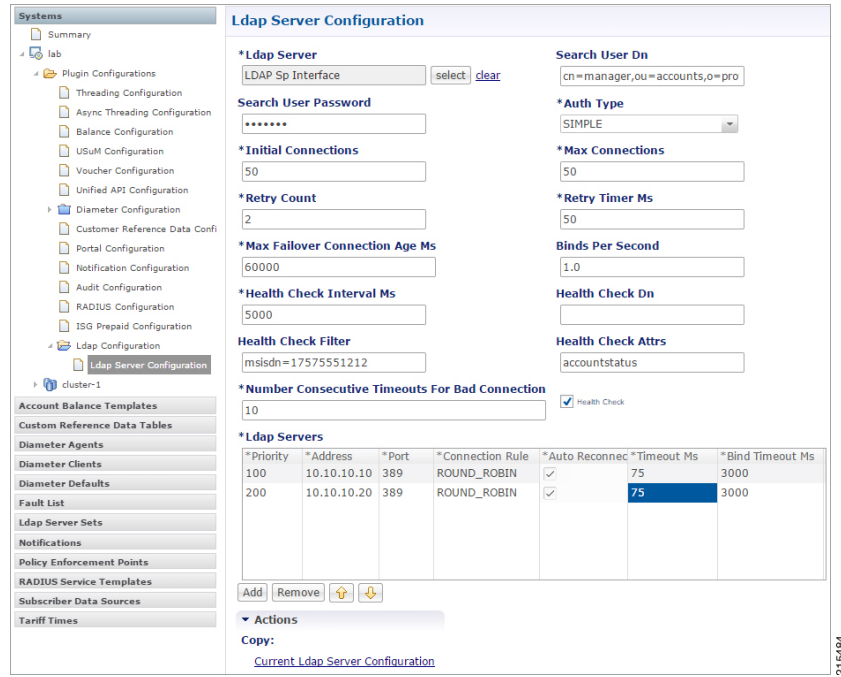 Systems
Summary
lab
Plugin Configurations
Threading Configuration
Async Threading Configuration
Balance Configuration
USuM Configuration
Voucher Configuration
Unified API Configuration
Diameter Configuration
Customer Reference Data Confi
Portal Configuration
Notification Configuration
Audit Configuration
RADIUS Configuration
ISG Prepaid Configuration
Ldap Configuration
Ldap Server Configuration
cluster-1
Account Balance Templates
Custom Reference Data Tables
Diameter Agents
Diameter Clients
Diameter Defaults
Fault List
Ldap Server Sets
Notifications
Policy Enforcement Points
RADIUS Service Templates
Subscriber Data Sources
Tariff Times
Ldap Server Configuration
*Ldap Server Search User Dn
LDAP Sp Interface select clear cn=manager,ou=accounts,o=pro
Search User Password *Auth Type
••••••• SIMPLE
*Initial Connections *Max Connections
50 50
*Retry Count *Retry Timer Ms
2 50
*Max Failover Connection Age Ms Binds Per Second
60000 1.0
*Health Check Interval Ms Health Check Dn
5000
Health Check Filter Health Check Attrs
msisdn=17575551212 accountstatus
*Number Consecutive Timeouts For Bad Connection
10 Health Check
*Ldap Servers
*Priority *Address *Port *Connection Rule *Auto Reconnec *Timeout Ms *Bind Timeout Ms
100 10.10.10.10 389 ROUND_ROBIN 75 3000
200 10.10.10.20 389 ROUND_ROBIN 75 3000
Add Remove
Actions
Copy:
Current Ldap Server Configuration